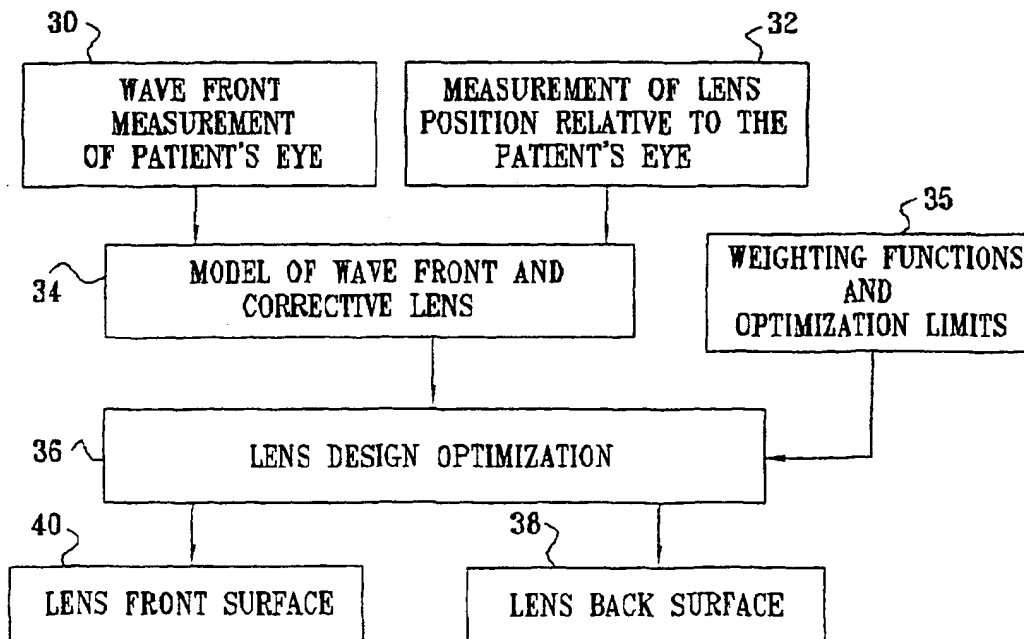 30
32
WAVE FRONT
MEASUREMENT
OF PATIENT'S EYE
MEASUREMENT OF LENS
POSITION RELATIVE TO THE
PATIENT'S EYE
35
34
MODEL OF WAVE FRONT AND
CORRECTIVE LENS
WEIGHTING FUNCTIONS
AND
OPTIMIZATION LIMITS
36
LENS DESIGN OPTIMIZATION
40
38
LENS FRONT SURFACE
LENS BACK SURFACE